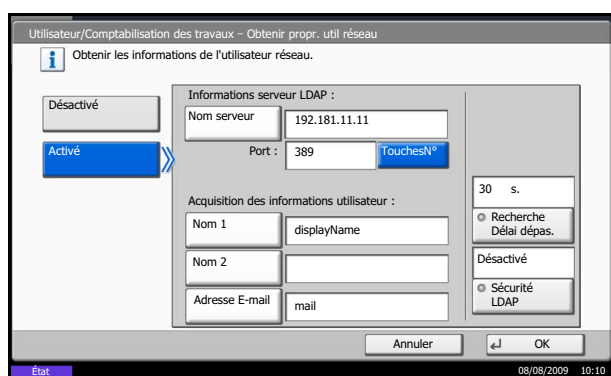 Utilisateur/Comptabilisation des travaux – Obtenir propr. util réseau
Obtenir les informations de l'utilisateur réseau.
Désactivé
Activé
Informations serveur LDAP :
Nom serveur
192.181.11.11
Port :
389
TouchesN°
Acquisition des informations utilisateur :
Nom 1
displayName
Nom 2
Adresse E-mail
mail
30 s.
Recherche
Délai dépas.
Désactivé
Sécurité
LDAP
Annuler
OK
État
08/08/2009 10:10